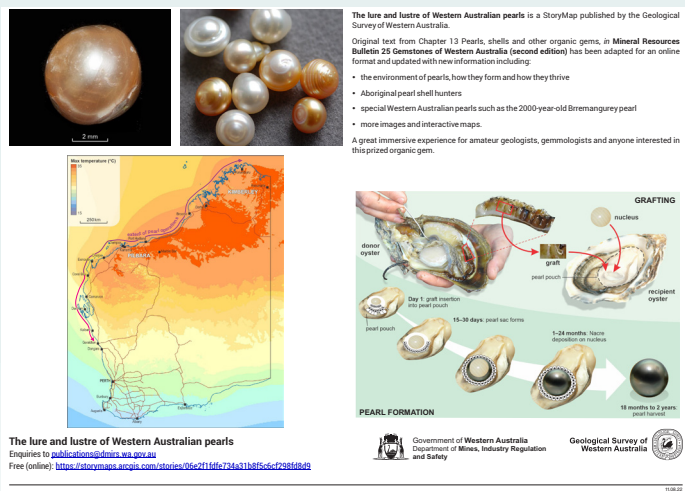 The lure and lustre of Western Australian pearls is a StoryMap published by the Geological
Survey of Western Australia.
Original text from Chapter 13 Pearls, shells and other organic gems, in Mineral Resources
Bulletin 25 Gemstones of Western Australia (second edition) has been adapted for an online
format and updated with new information including:
• the environment of pearls, how they form and how they thrive
• Aboriginal pearl shell hunters
• special Western Australian pearls such as the 2000-year-old Brremangurey pearl
• more images and interactive maps.
A great immersive experience for amateur geologists, gemmologists and anyone interested in
this prized organic gem.
2 mm
Max temperature (°C)
250 km
KIMBERLEY
PILBARA
PERTH
GRAFTING
nucleus
donor
oyster
graft
pearl pouch
recipient
oyster
Day 1: graft insertion
into pearl pouch
pearl pouch
15–30 days: pearl sac forms
1–24 months: Nacre
deposition on nucleus
18 months to 2 years:
pearl harvest
PEARL FORMATION
The lure and lustre of Western Australian pearls
Enquiries to publications@dmirs.wa.gov.au
Free (online): https://storymaps.arcgis.com/stories/06e2f1fdfe734a31b8f5c6cf298fd8d9
Government of Western Australia
Department of Mines, Industry Regulation
and Safety
Geological Survey of
Western Australia